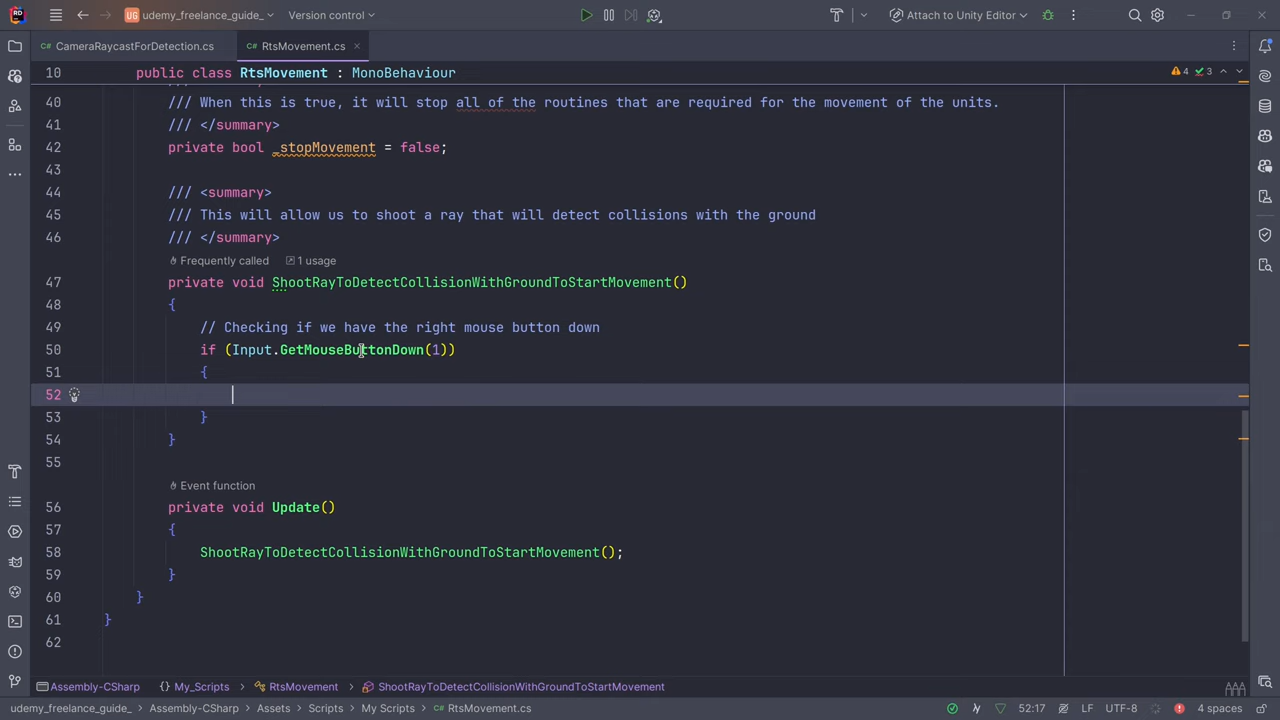 UG udemy_freelance_guide_ Version control Attach to Unity Editor
CameraRaycastForDetection.cs RtsMovement.cs
10 public class RtsMovement : MonoBehaviour 4 3
40 /// When this is true, it will stop all of the routines that are required for the movement of the units.
41 /// </summary>
42 private bool _stopMovement = false;
43
44 /// <summary>
45 /// This will allow us to shoot a ray that will detect collisions with the ground
46 /// </summary>
Frequently called 1 usage
47 private void ShootRayToDetectCollisionWithGroundToStartMovement()
48 {
49 // Checking if we have the right mouse button down
50 if (Input.GetMouseButtonDown(1))
51 {
52
53 }
54 }
55
Event function
56 private void Update()
57 {
58 ShootRayToDetectCollisionWithGroundToStartMovement();
59 }
60 }
61 }
62
Assembly-CSharp {} My_Scripts RtsMovement ShootRayToDetectCollisionWithGroundToStartMovement
udemy_freelance_guide_ Assembly-CSharp Assets Scripts My Scripts RtsMovement.cs 52:17 LF UTF-8 4 spaces